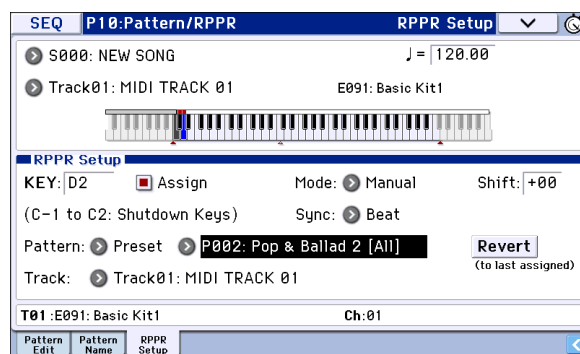 SEQ P10:Pattern/RPPR RPPR Setup
S000: NEW SONG ♩= 120.00
Track01: MIDI TRACK 01 E091: Basic Kit1
RPPR Setup
KEY: D2 Assign Mode: Manual Shift: +00
(C-1 to C2: Shutdown Keys) Sync: Beat
Pattern: Preset P002: Pop & Ballad 2 [All] Revert
(to last assigned)
Track: Track01: MIDI TRACK 01
T01 :E091: Basic Kit1 Ch:01
Pattern Edit Pattern Name RPPR Setup